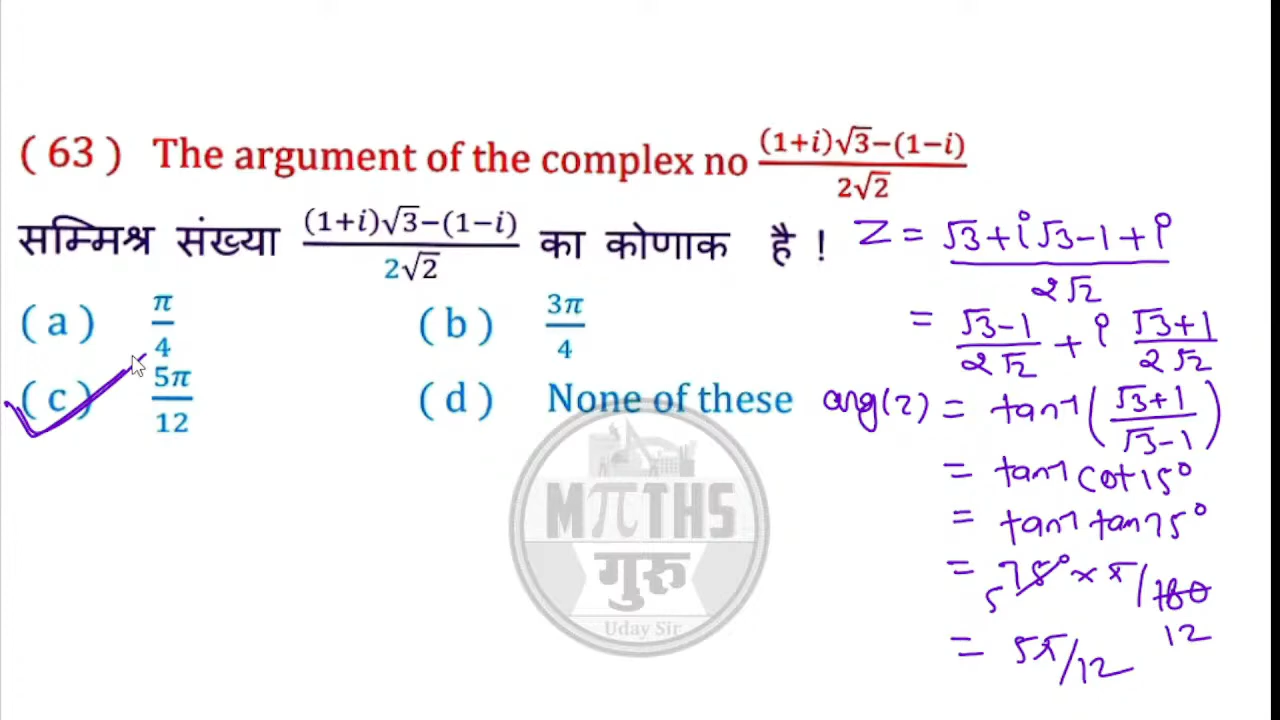 ( 63 ) The argument of the complex no (1+i)√3−(1−i) / 2√2
सम्मिश्र संख्या (1+i)√3−(1−i) / 2√2 का कोणाक है !
( a ) π/4 ( b ) 3π/4
( c ) 5π/12 ( d ) None of these
Z = √3+i√3−1+i / 2√2
= √3−1 / 2√2 + i √3+1 / 2√2
arg(z) = tan⁻¹ ( √3+1 / √3−1 )
= tan⁻¹ cot15°
= tan⁻¹ tan75°
= 75° × π/180
5 12
= 5π/12
MπTHS
गुरु
Uday Sir